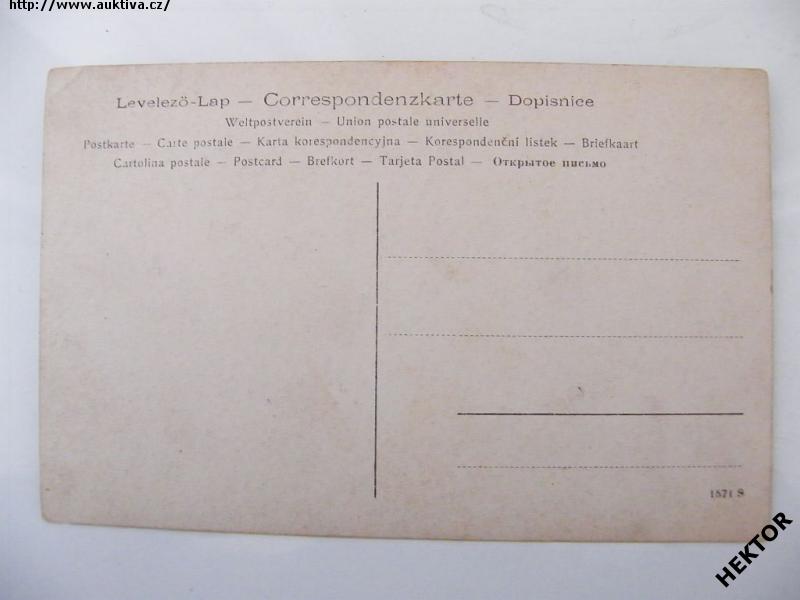 http://www.auktiva.cz/
Levelező-Lap — Correspondenzkarte — Dopisnice
Weltpostverein — Union postale universelle
Postkarte — Carte postale — Karta korespondencyjna — Korespondenční lístek — Briefkaart
Cartolina postale — Postcard — Brefkort — Tarjeta Postal — Открытое письмо
1571 S
HEKTOR